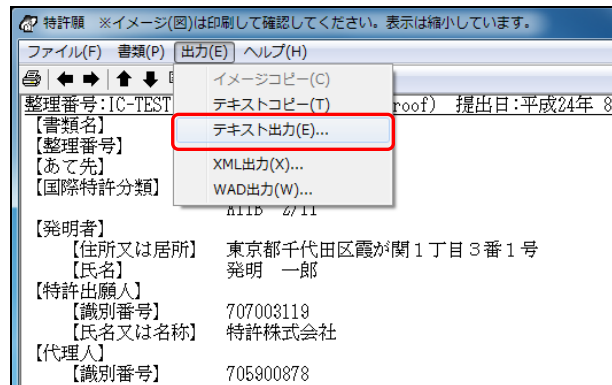 特許願 ※イメージ(図)は印刷して確認してください。表示は縮小しています。
ファイル(F) 書類(P) 出力(E) ヘルプ(H)
イメージコピー(C)
テキストコピー(T)
テキスト出力(E)...
XML出力(X)...
WAD出力(W)...
整理番号:IC-TEST roof) 提出日:平成24年 8
【書類名】
【整理番号】
【あて先】
【国際特許分類】
【発明者】
【住所又は居所】 東京都千代田区霞が関1丁目3番1号
【氏名】 発明 一郎
【特許出願人】
【識別番号】 707003119
【氏名又は名称】 特許株式会社
【代理人】
【識別番号】 705900878